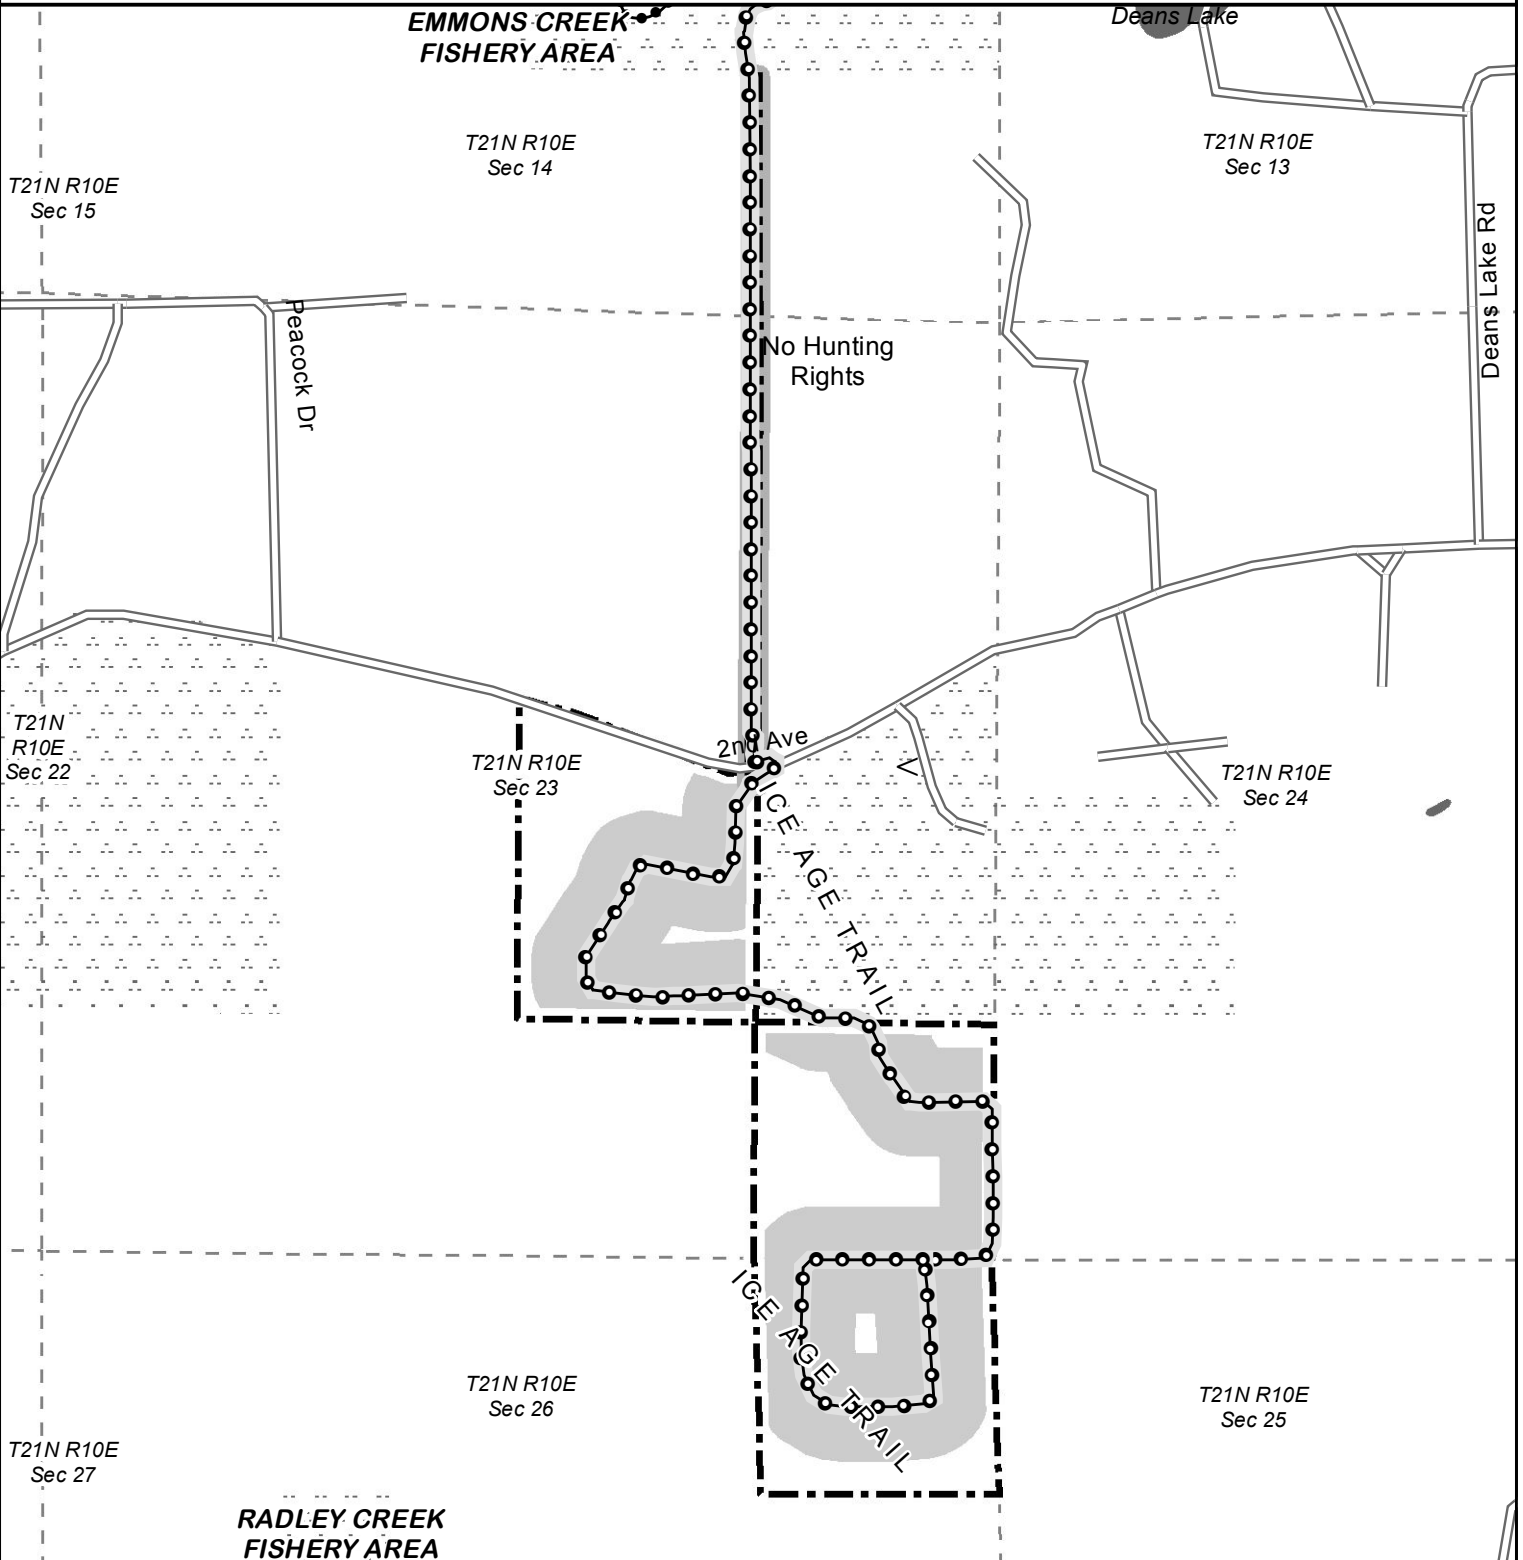 EMMONS CREEK
FISHERY AREA
Deans Lake
T21N R10E
Sec 14
T21N R10E
Sec 13
T21N R10E
Sec 15
Deans Lake Rd
Peacock Dr
No Hunting
Rights
T21N
R10E
Sec 22
2nd Ave
T21N R10E
Sec 23
V
T21N R10E
Sec 24
ICE AGE TRAIL
ICE AGE TRAIL
T21N R10E
Sec 26
T21N R10E
Sec 25
T21N R10E
Sec 27
RADLEY CREEK
FISHERY AREA